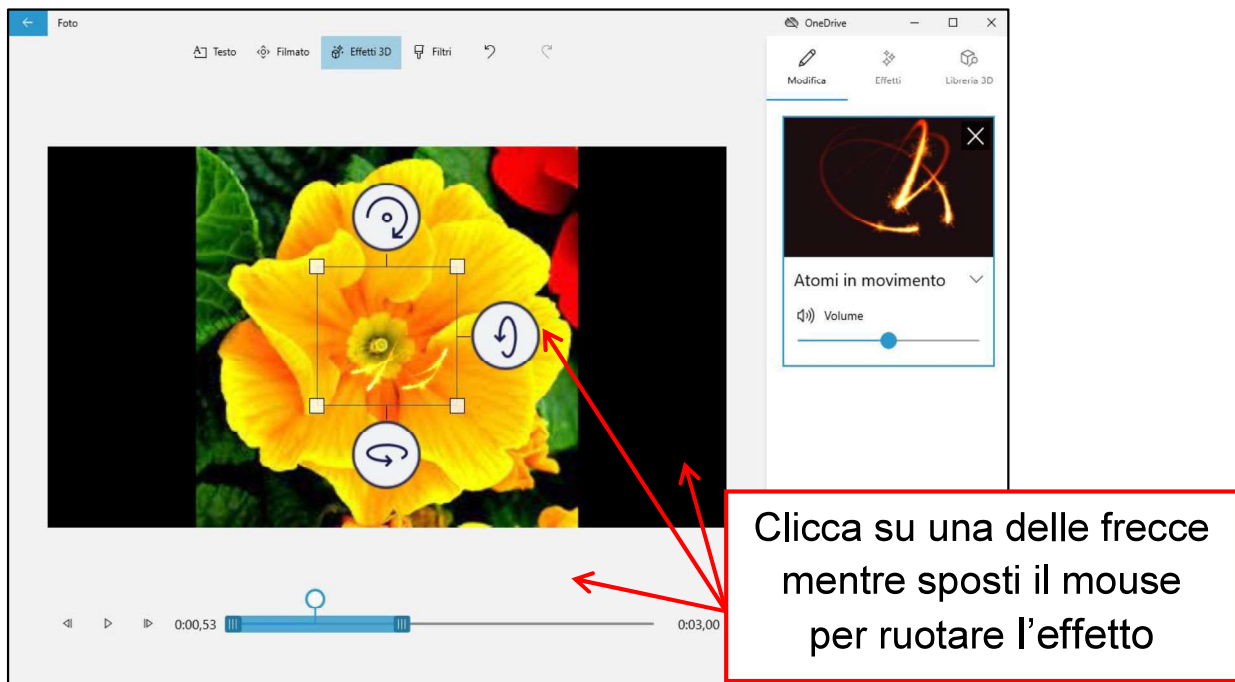 Foto
OneDrive
Testo
Filmato
Effetti 3D
Filtri
Modifica
Effetti
Libreria 3D
Atomi in movimento
Volume
0:00,53
0:03,00
Clicca su una delle frecce
mentre sposti il mouse
per ruotare l'effetto